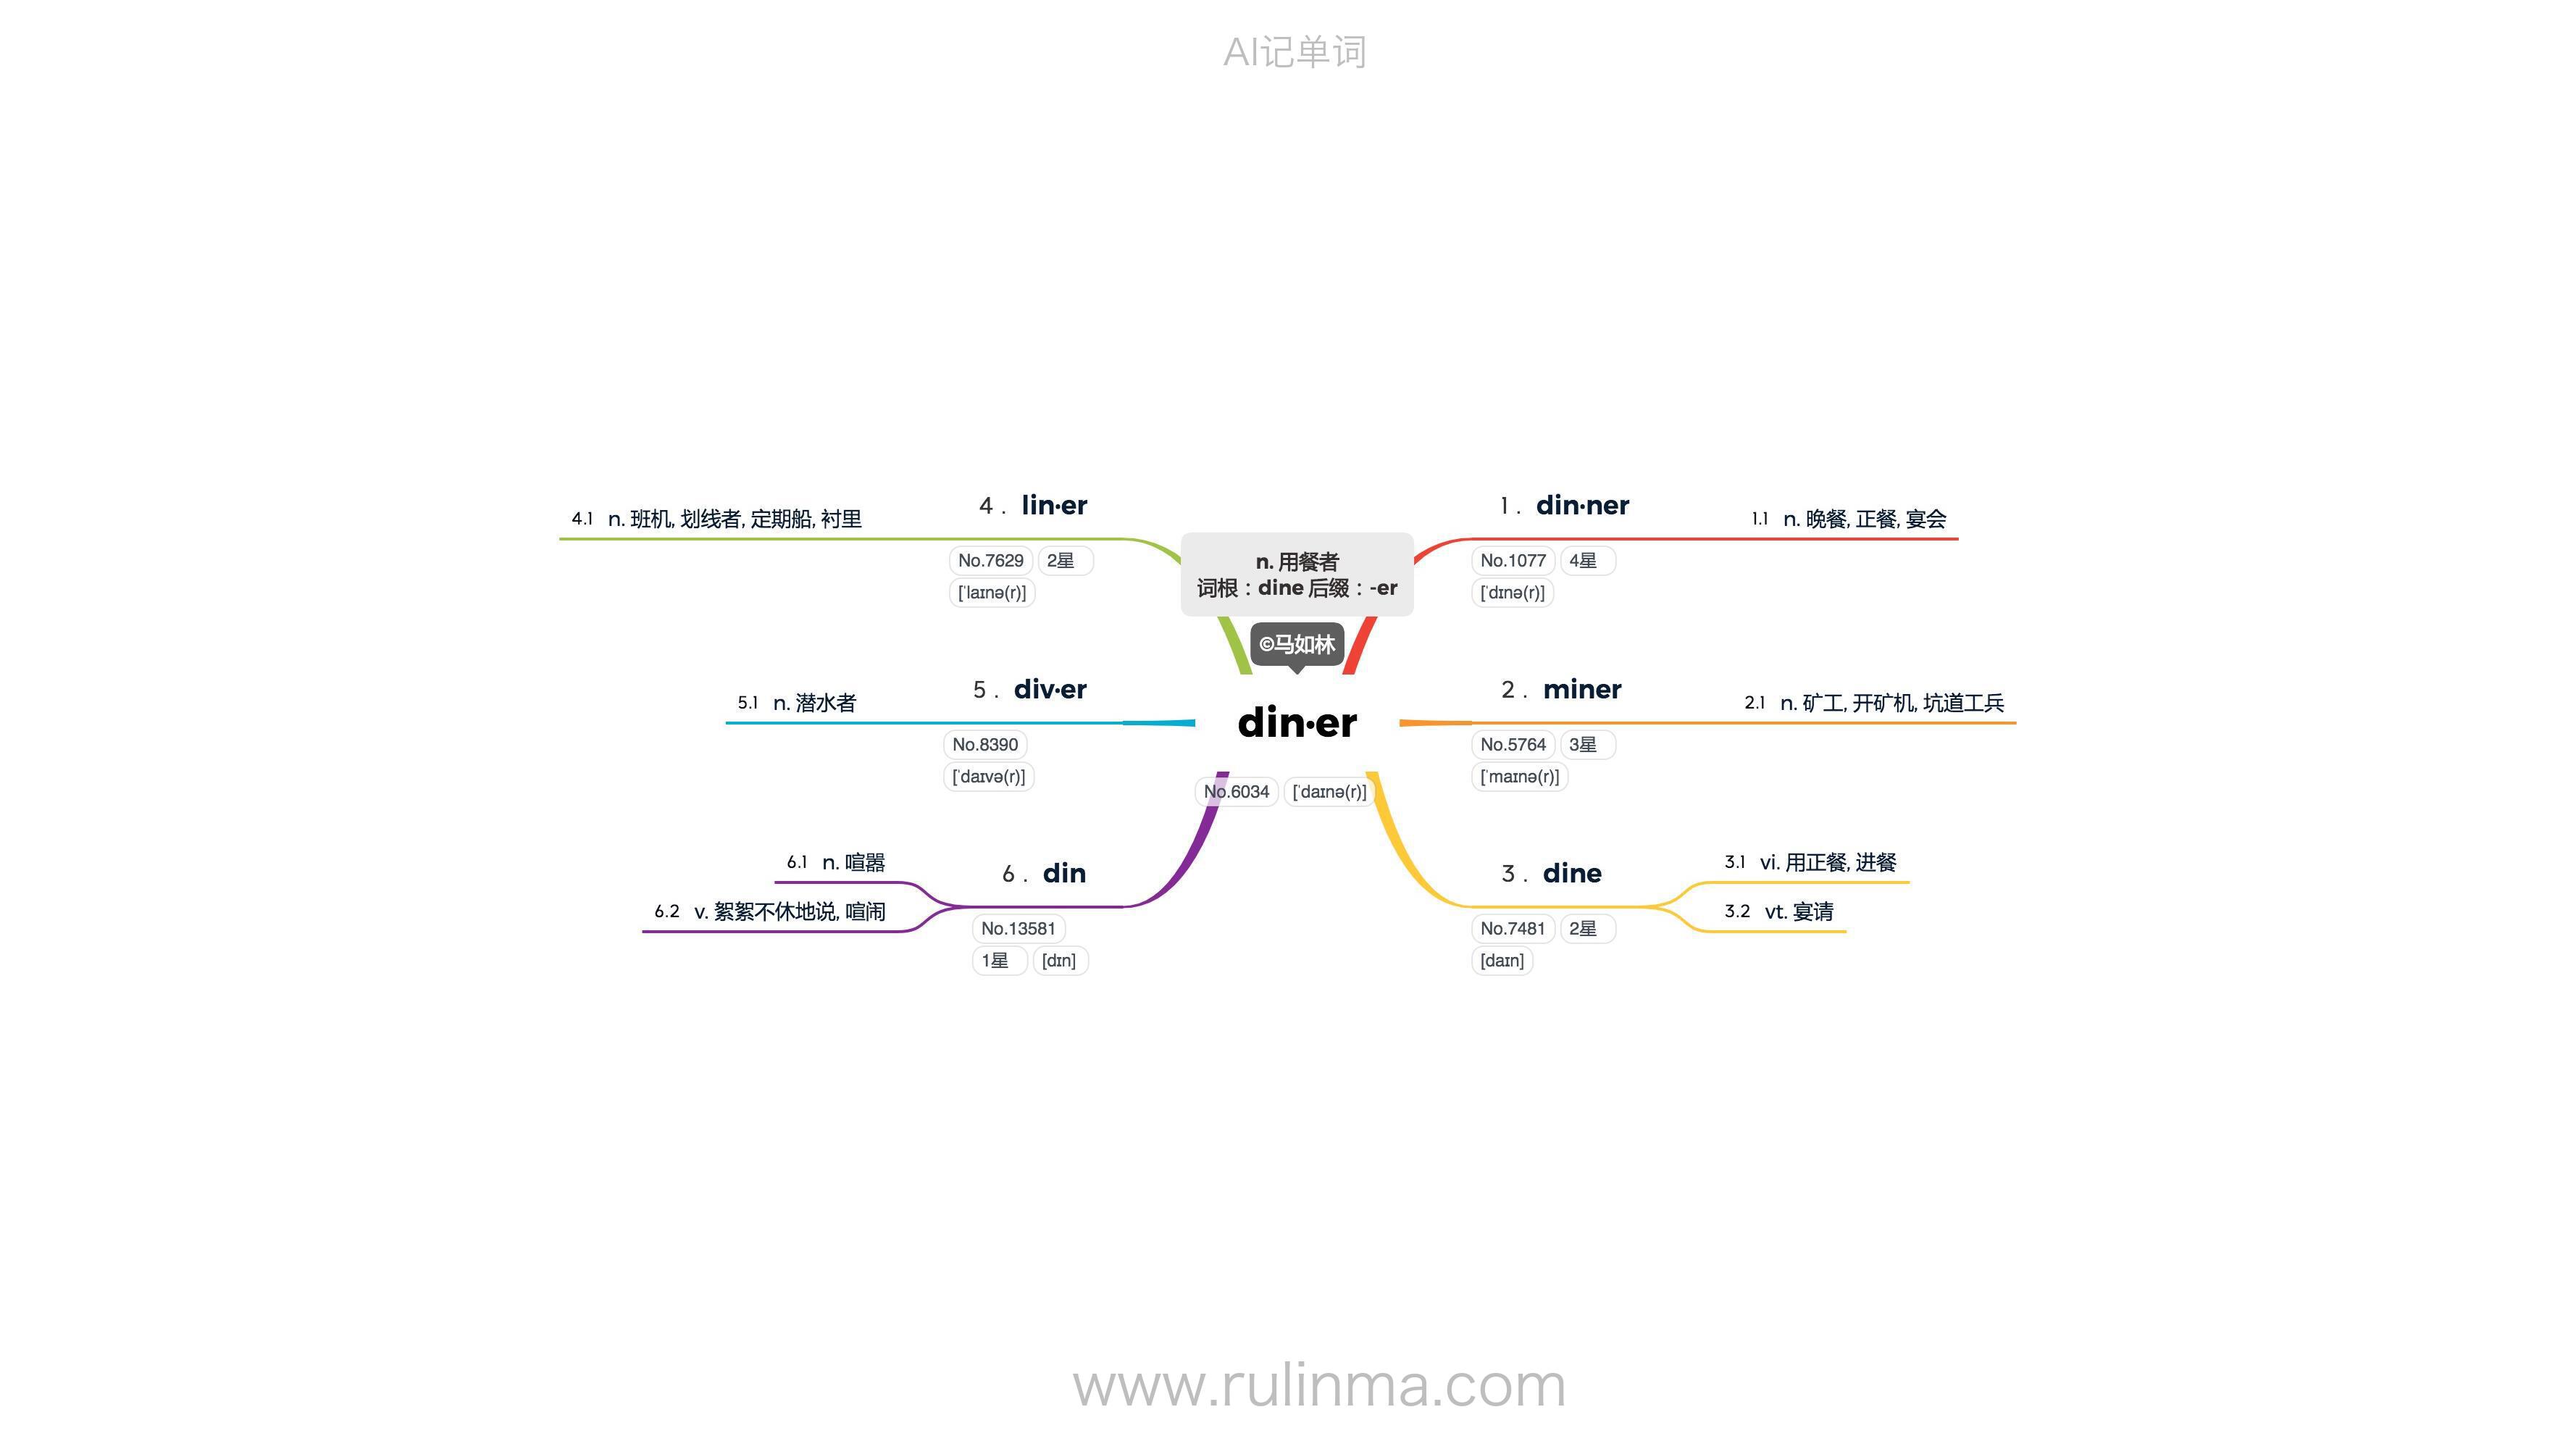 AI记单词
n. 用餐者
词根：dine 后缀：-er
©马如林
din·er
No.6034 [ˈdaɪnə(r)]
1. din·ner
No.1077 4星
[ˈdɪnə(r)]
1.1 n. 晚餐, 正餐, 宴会
2. miner
No.5764 3星
[ˈmaɪnə(r)]
2.1 n. 矿工, 开矿机, 坑道工兵
3. dine
No.7481 2星
[daɪn]
3.1 vi. 用正餐, 进餐
3.2 vt. 宴请
4. lin·er
No.7629 2星
[ˈlaɪnə(r)]
4.1 n. 班机, 划线者, 定期船, 衬里
5. div·er
No.8390
[ˈdaɪvə(r)]
5.1 n. 潜水者
6. din
No.13581
1星 [dɪn]
6.1 n. 喧嚣
6.2 v. 絮絮不休地说, 喧闹
www.rulinma.com